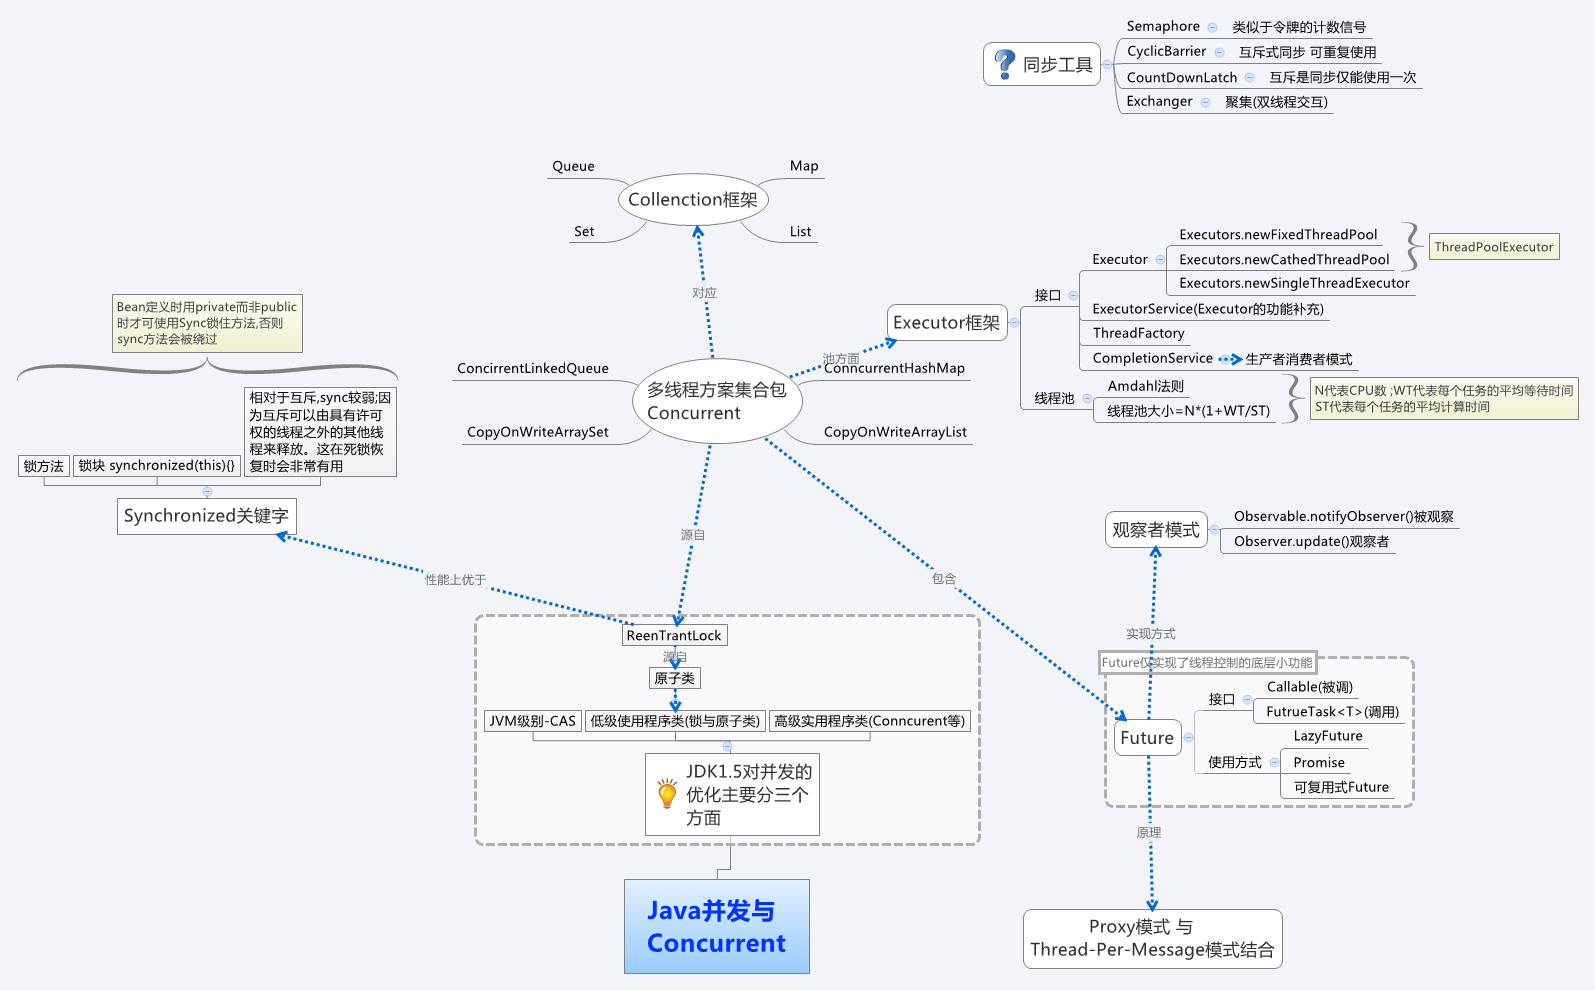 Semaphore
类似于令牌的计数信号
CyclicBarrier
互斥式同步 可重复使用
同步工具
CountDownLatch
互斥是同步仅能使用一次
Exchanger
聚集(双线程交互)
Queue
Map
Collenction框架
Set
List
对应
Executors.newFixedThreadPool
ThreadPoolExecutor
Executor
Executors.newCathedThreadPool
Executors.newSingleThreadExecutor
接口
ExecutorService(Executor的功能补充)
Executor框架
ThreadFactory
CompletionService
生产者消费者模式
线程池
Amdahl法则
线程池大小=N*(1+WT/ST)
N代表CPU数 ;WT代表每个任务的平均等待时间
ST代表每个任务的平均计算时间
池方面
Bean定义时用private而非public
时才可使用Sync锁住方法,否则
sync方法会被绕过
ConcirrentLinkedQueue
ConncurrentHashMap
多线程方案集合包
Concurrent
CopyOnWriteArraySet
CopyOnWriteArrayList
相对于互斥,sync较弱;因
为互斥可以由具有许可
权的线程之外的其他线
程来释放。这在死锁恢
复时会非常有用
锁方法
锁块 synchronized(this){}
Synchronized关键字
源自
性能上优于
包含
观察者模式
Observable.notifyObserver()被观察
Observer.update()观察者
实现方式
ReenTrantLock
源自
原子类
JVM级别-CAS
低级使用程序类(锁与原子类)
高级实用程序类(Conncurent等)
JDK1.5对并发的
优化主要分三个
方面
Future仅实现了线程控制的底层小功能
接口
Callable(被调)
FutrueTask<T>(调用)
Future
LazyFuture
使用方式
Promise
可复用式Future
原理
Java并发与
Concurrent
Proxy模式 与
Thread-Per-Message模式结合